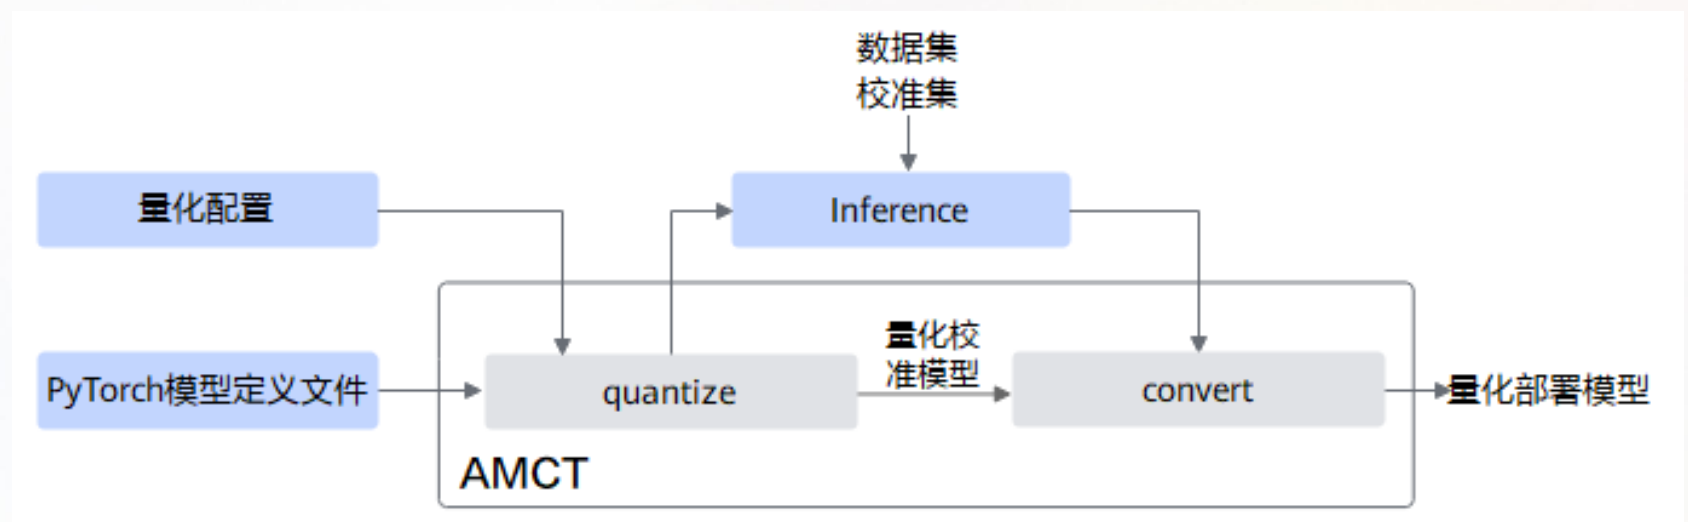 数据集
校准集
量化配置
Inference
量化校
准模型
PyTorch模型定义文件
quantize
convert
量化部署模型
AMCT